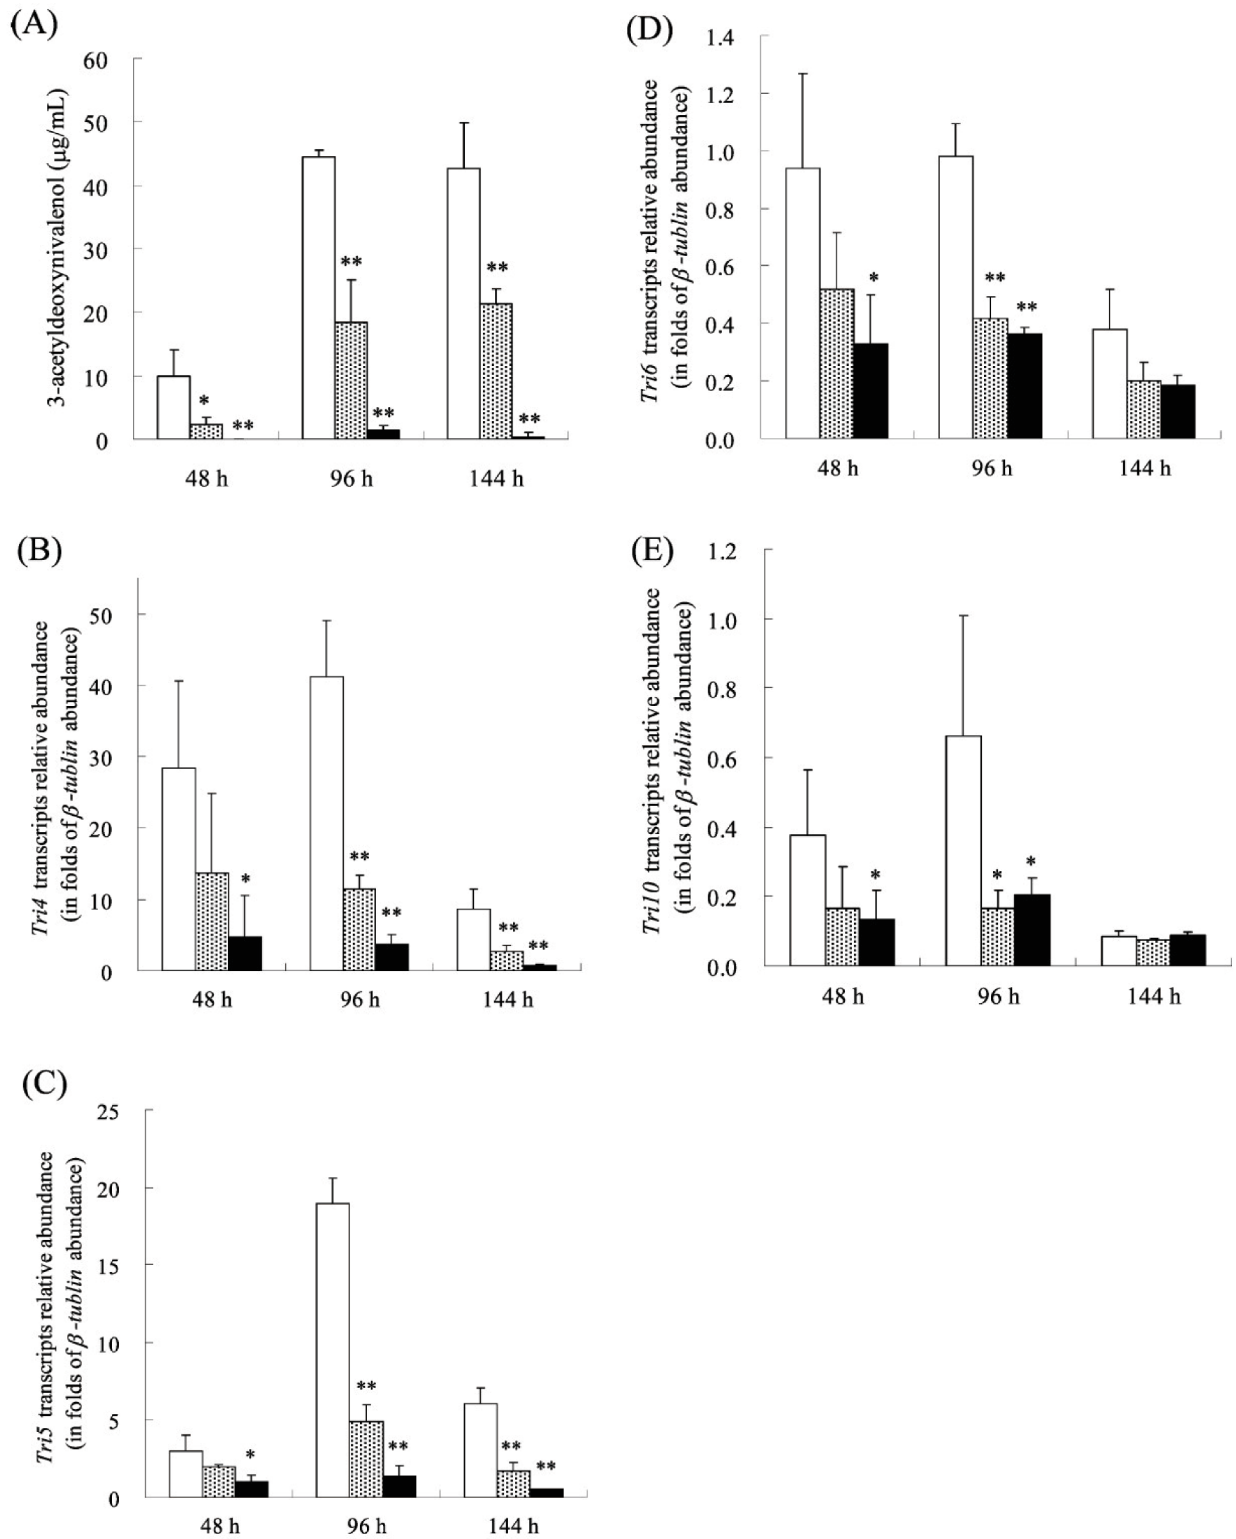 (A)
3-acetyldeoxynivalenol (μg/mL)
60
50
40
30
20
10
0
*
**
**
**
**
**
48 h
96 h
144 h
(B)
Tri4 transcripts relative abundance
(in folds of β-tublin abundance)
50
40
30
20
10
0
*
**
**
**
**
48 h
96 h
144 h
(C)
Tri5 transcripts relative abundance
(in folds of β-tublin abundance)
25
20
15
10
5
0
*
**
**
**
**
48 h
96 h
144 h
(D)
Tri6 transcripts relative abundance
(in folds of β-tublin abundance)
1.4
1.2
1.0
0.8
0.6
0.4
0.2
0.0
*
**
**
48 h
96 h
144 h
(E)
Tri10 transcripts relative abundance
(in folds of β-tublin abundance)
1.2
1.0
0.8
0.6
0.4
0.2
0.0
*
*
*
48 h
96 h
144 h